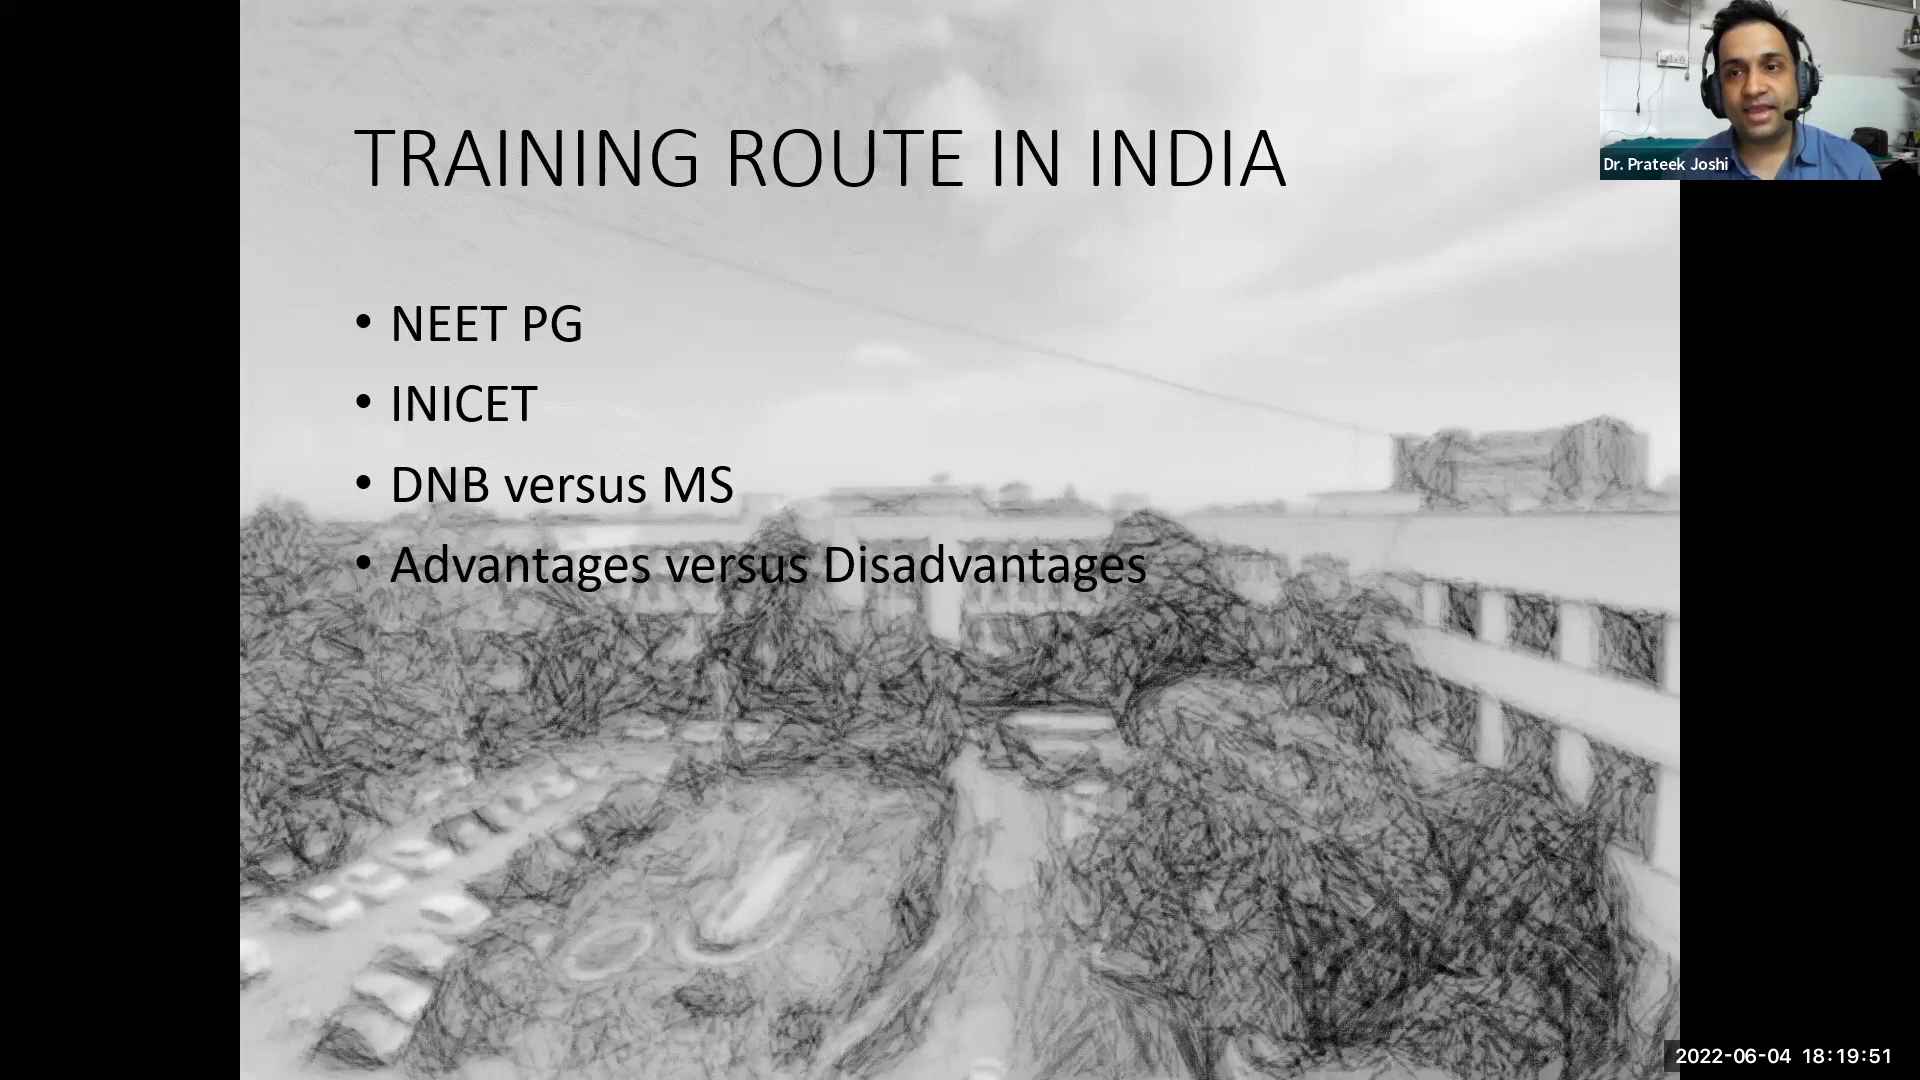 TRAINING ROUTE IN INDIA
Dr. Prateek Joshi
• NEET PG
• INICET
• DNB versus MS
• Advantages versus Disadvantages
2022-06-04 18:19:51